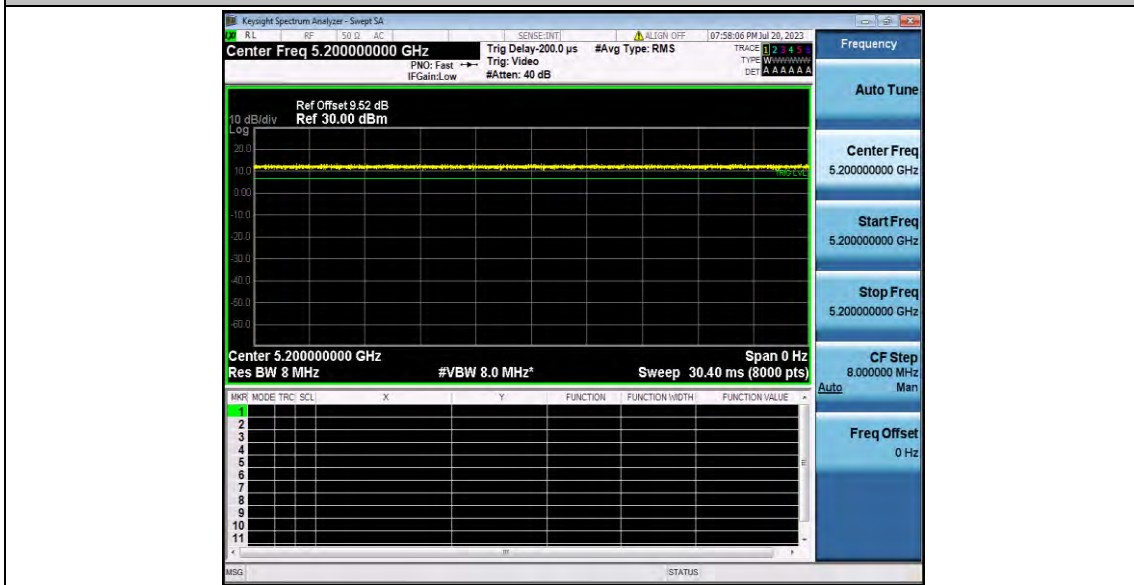 Keysight Spectrum Analyzer - Swept SA
RL RF 50 Ω AC SENSE:INT ALIGN OFF 07:58:06 PM Jul 20, 2023
Center Freq 5.200000000 GHz
PNO: Fast
IFGain:Low
Trig Delay-200.0 µs
Trig: Video
#Atten: 40 dB
#Avg Type: RMS
TRACE 1 2 3 4 5 6
TYPE WWWWWW
DET A A A A A A
Ref Offset 9.52 dB
10 dB/div Ref 30.00 dBm
Log
20.0
10.0
0.00
-10.0
-20.0
-30.0
-40.0
-50.0
-60.0
TRIG LVL
Center 5.200000000 GHz Span 0 Hz
Res BW 8 MHz #VBW 8.0 MHz* Sweep 30.40 ms (8000 pts)
MKR MODE TRC SCL X Y FUNCTION FUNCTION WIDTH FUNCTION VALUE
1
2
3
4
5
6
7
8
9
10
11
MSG STATUS
Frequency
Auto Tune
Center Freq
5.200000000 GHz
Start Freq
5.200000000 GHz
Stop Freq
5.200000000 GHz
CF Step
8.000000 MHz
Auto Man
Freq Offset
0 Hz